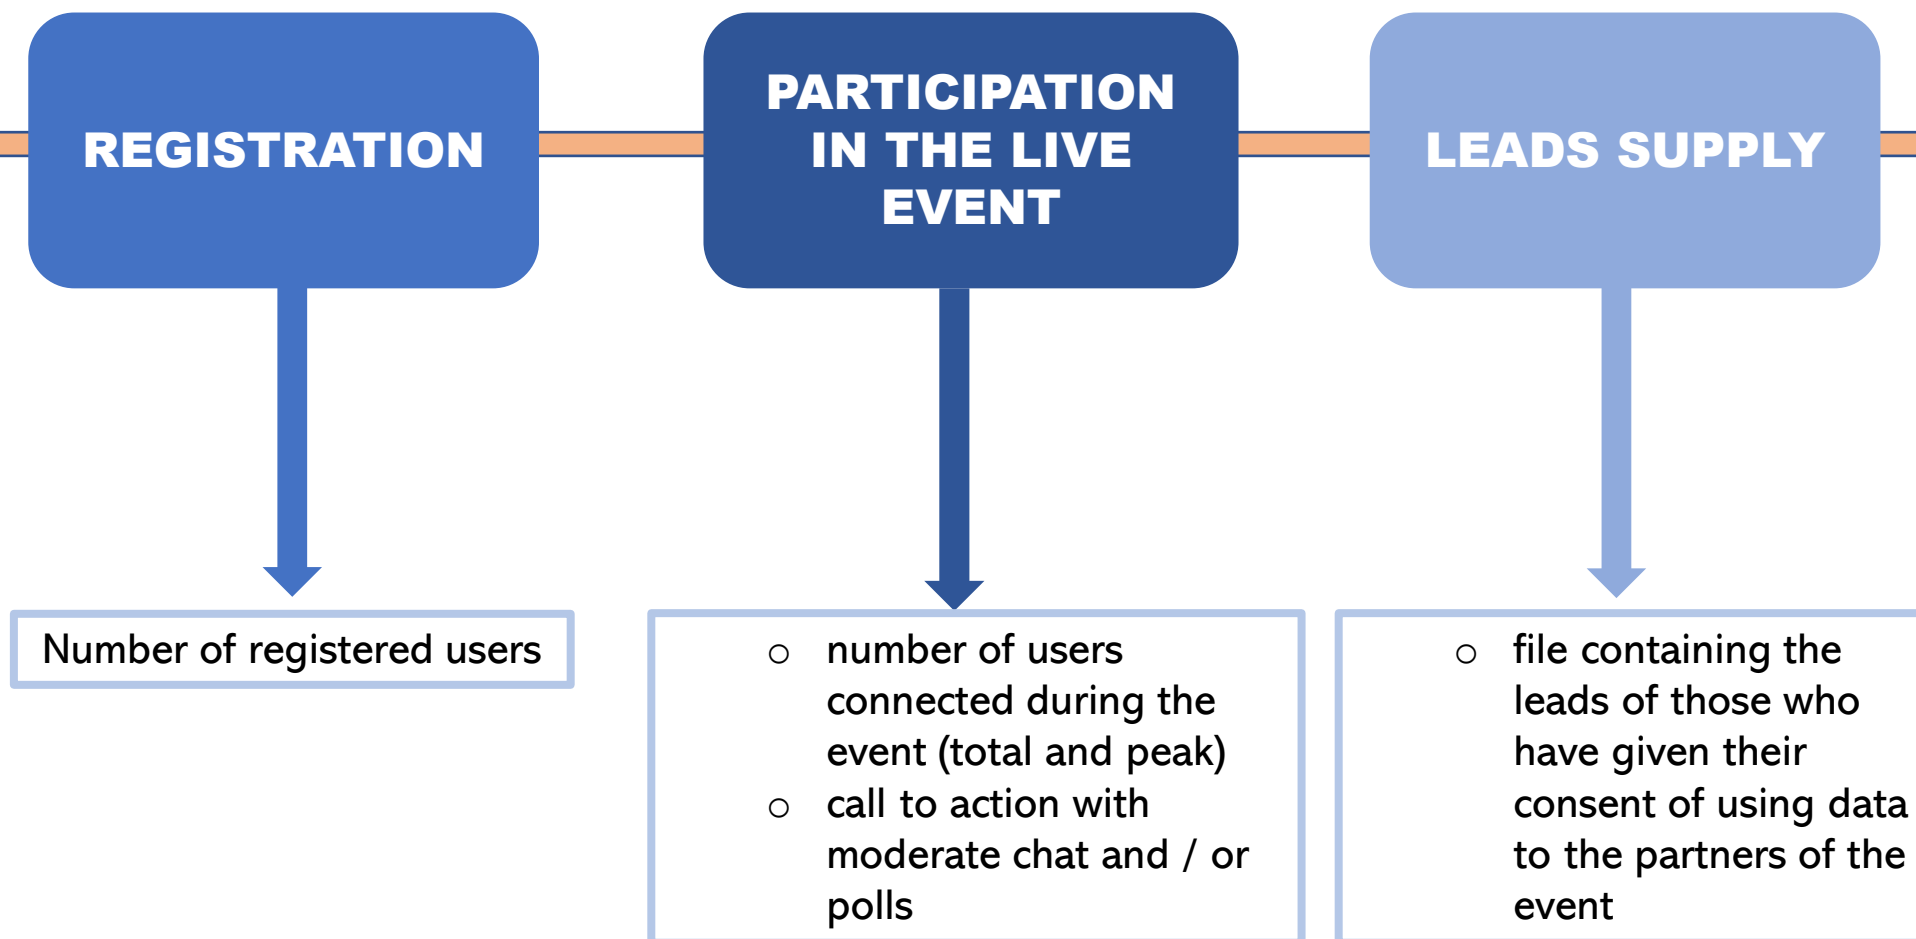 REGISTRATION
PARTICIPATION
IN THE LIVE
EVENT
LEADS SUPPLY
Number of registered users
○ number of users
connected during the
event (total and peak)
○ call to action with
moderate chat and / or
polls
○ file containing the
leads of those who
have given their
consent of using data
to the partners of the
event